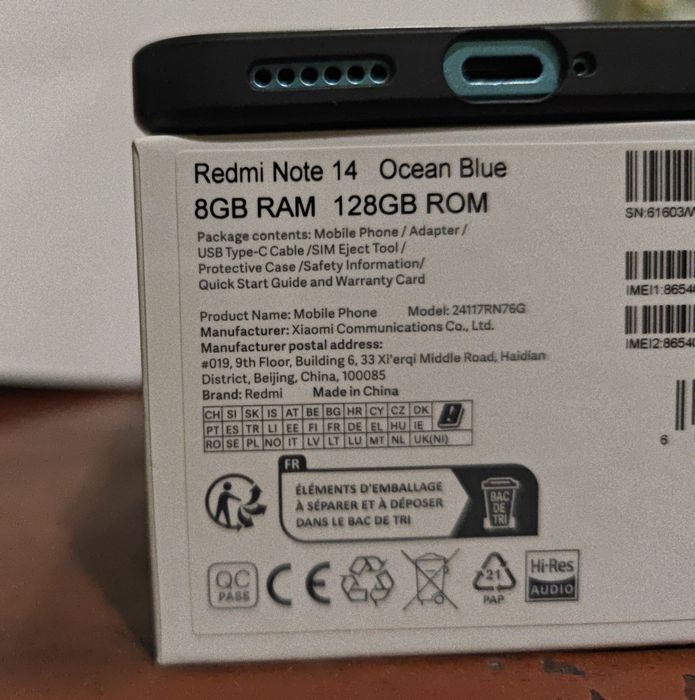 Redmi Note 14 Ocean Blue
8GB RAM 128GB ROM
Package contents: Mobile Phone / Adapter /
USB Type-C Cable /SIM Eject Tool /
Protective Case /Safety Information/
Quick Start Guide and Warranty Card
Product Name: Mobile Phone Model: 24117RN76G
Manufacturer: Xiaomi Communications Co., Ltd.
Manufacturer postal address:
#019, 9th Floor, Building 6, 33 Xi'erqi Middle Road, Haidian
District, Beijing, China, 100085
Brand: Redmi Made in China
CH SI SK IS AT BE BG HR CY CZ DK
PT ES TR LI EE FI FR DE EL HU IE
RO SE PL NO IT LV LT LU MT NL UK(NI)
FR
ÉLÉMENTS D'EMBALLAGE
À SÉPARER ET À DÉPOSER
DANS LE BAC DE TRI
BAC
DE
TRI
QC
PASS
CE
21
PAP
Hi-Res
AUDIO
SN:61603/
IMEI1:8654
IMEI2:8654
6